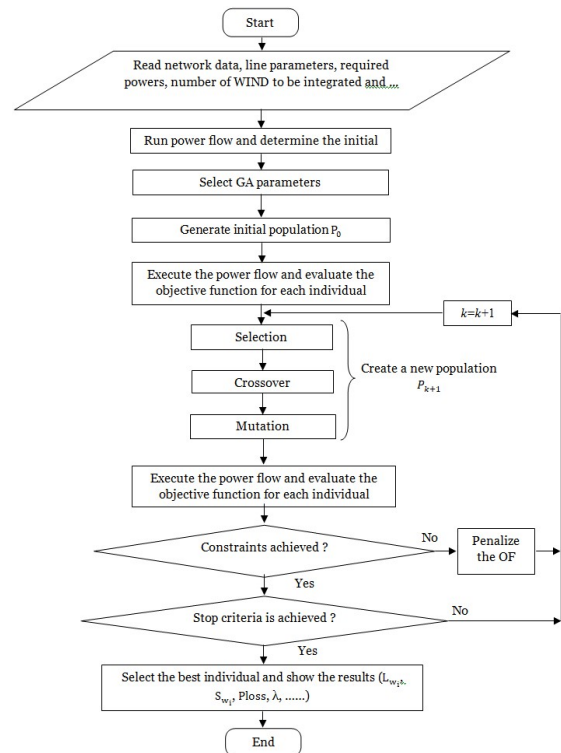 Start
Read network data, line parameters, required
powers, number of WIND to be integrated and ...
Run power flow and determine the initial
Select GA parameters
Generate initial population P₀
Execute the power flow and evaluate the
objective function for each individual
k=k+1
Selection
Crossover
Mutation
Create a new population
Pₖ₊₁
Execute the power flow and evaluate the
objective function for each individual
Constraints achieved ?
No
Penalize
the OF
Yes
Stop criteria is achieved ?
No
Yes
Select the best individual and show the results (L
S_wᵢ, Ploss, λ, ......)
End